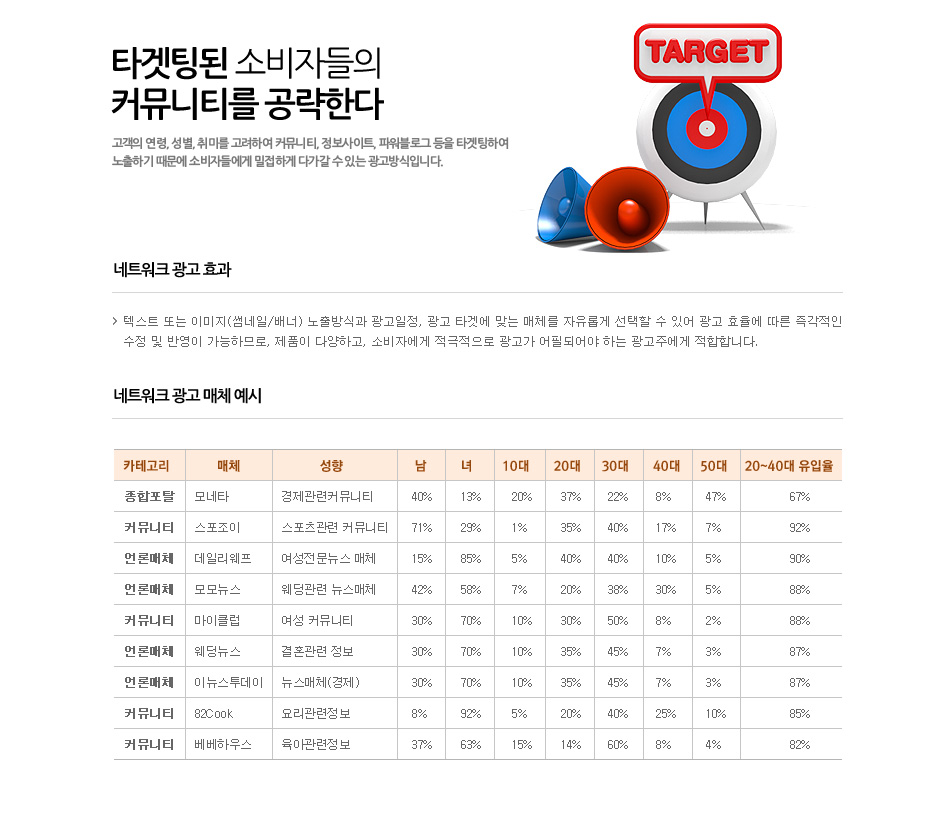 TARGET
타겟팅된 소비자들의
커뮤니티를 공략한다
고객의 연령, 성별, 취미를 고려하여 커뮤니티, 정보사이트, 파워블로그 등을 타겟팅하여
노출하기 때문에 소비자들에게 밀접하게 다가갈 수 있는 광고방식입니다.
네트워크 광고 효과
> 텍스트 또는 이미지(썸네일/배너) 노출방식과 광고일정, 광고 타겟에 맞는 매체를 자유롭게 선택할 수 있어 광고 효율에 따른 즉각적인
수정 및 반영이 가능하므로, 제품이 다양하고, 소비자에게 적극적으로 광고가 어필되어야 하는 광고주에게 적합합니다.
네트워크 광고 매체 예시
카테고리 매체 성향 남 녀 10대 20대 30대 40대 50대 20~40대 유입율
종합포탈 모네타 경제관련커뮤니티 40% 13% 20% 37% 22% 8% 47% 67%
커뮤니티 스포조이 스포츠관련 커뮤니티 71% 29% 1% 35% 40% 17% 7% 92%
언론매체 데일리웨프 여성전문뉴스 매체 15% 85% 5% 40% 40% 10% 5% 90%
언론매체 모모뉴스 웨딩관련 뉴스매체 42% 58% 7% 20% 38% 30% 5% 88%
커뮤니티 마이클럽 여성 커뮤니티 30% 70% 10% 30% 50% 8% 2% 88%
언론매체 웨딩뉴스 결혼관련 정보 30% 70% 10% 35% 45% 7% 3% 87%
언론매체 이뉴스투데이 뉴스매체(경제) 30% 70% 10% 35% 45% 7% 3% 87%
커뮤니티 82Cook 요리관련정보 8% 92% 5% 20% 40% 25% 10% 85%
커뮤니티 베베하우스 육아관련정보 37% 63% 15% 14% 60% 8% 4% 82%